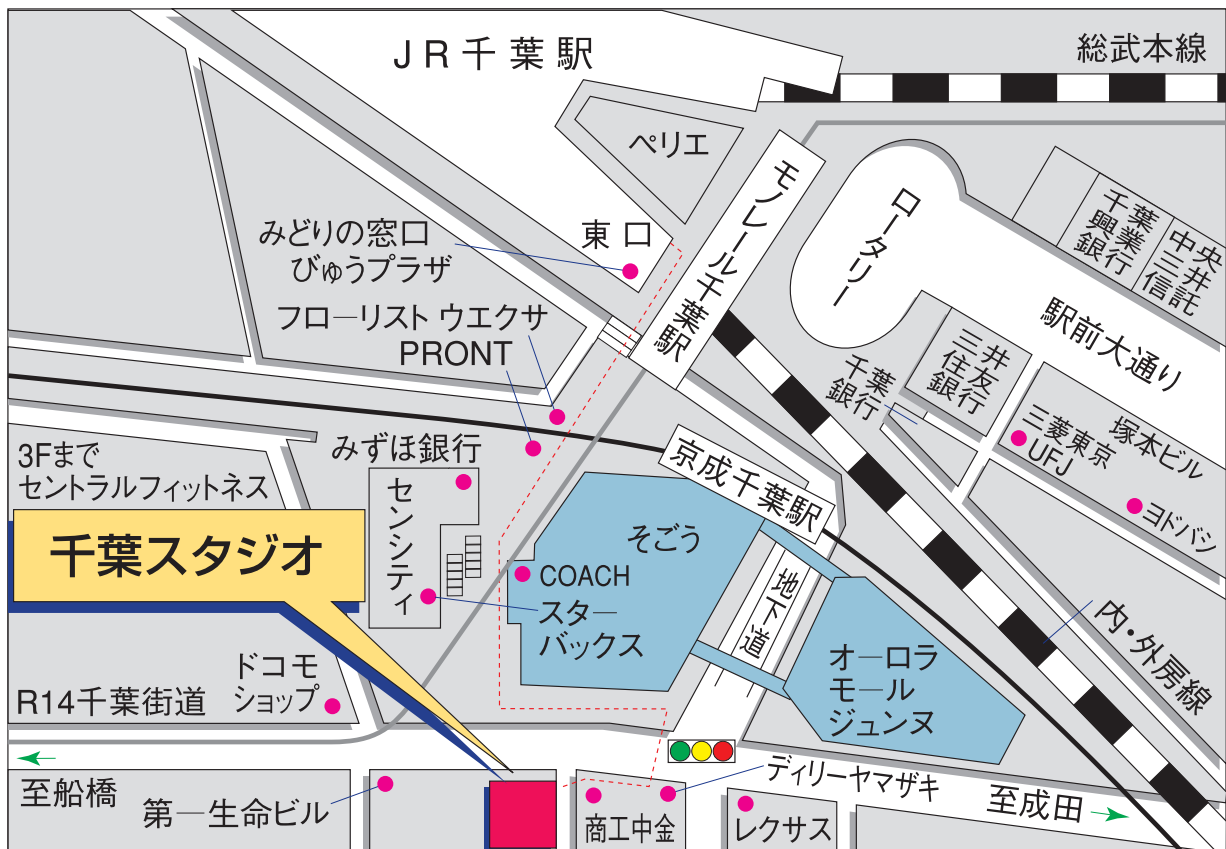 JR千葉駅
総武本線
ペリエ
モノレール千葉駅
ロータリー
千葉
興業
銀行
中央
三井
信託
みどりの窓口
びゅうプラザ
東口
フローリスト ウエクサ
PRONT
駅前大通り
三井
住友
銀行
千葉
銀行
三菱東京
UFJ
塚本ビル
ヨドバシ
3Fまで
セントラルフィットネス
みずほ銀行
センシティ
京成千葉駅
そごう
千葉スタジオ
COACH
スター
バックス
地下道
内・外房線
オーロラ
モール
ジュンヌ
ドコモ
ショップ
R14千葉街道
至船橋
第一生命ビル
商工中金
ディリーヤマザキ
レクサス
至成田